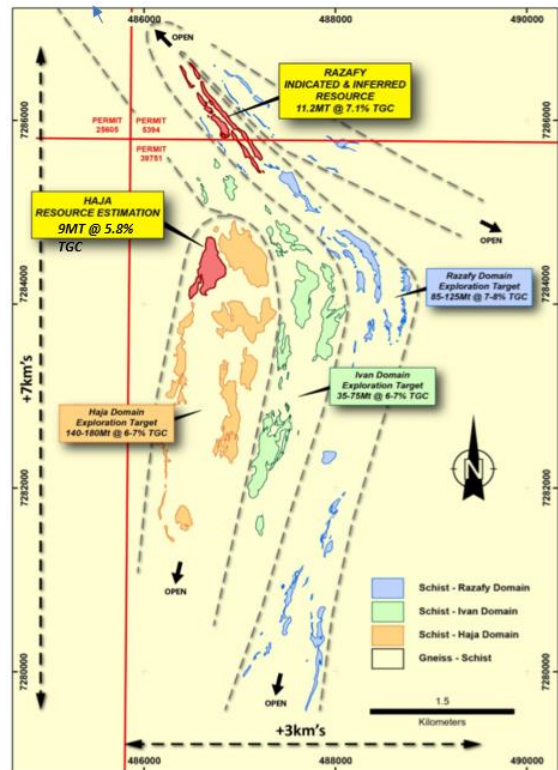 486000
488000
490000
OPEN
RAZAFY
INDICATED & INFERRED
RESOURCE
11.2MT @ 7.1% TGC
7286000
7286000
PERMIT
25605
PERMIT
5394
PERMIT
39751
HAJA
RESOURCE ESTIMATION
9MT @ 5.8%
TGC
OPEN
7284000
7284000
Razafy Domain
Exploration Target
85-125Mt @ 7-8% TGC
+7km's
Ivan Domain
Exploration Target
35-75Mt @ 6-7% TGC
Haja Domain
Exploration Target
140-180Mt @ 6-7% TGC
N
7282000
7282000
OPEN
Schist - Razafy Domain
Schist - Ivan Domain
Schist - Haja Domain
Gneiss - Schist
7280000
7280000
OPEN
1.5
Kilometers
+3km's
486000
488000
490000